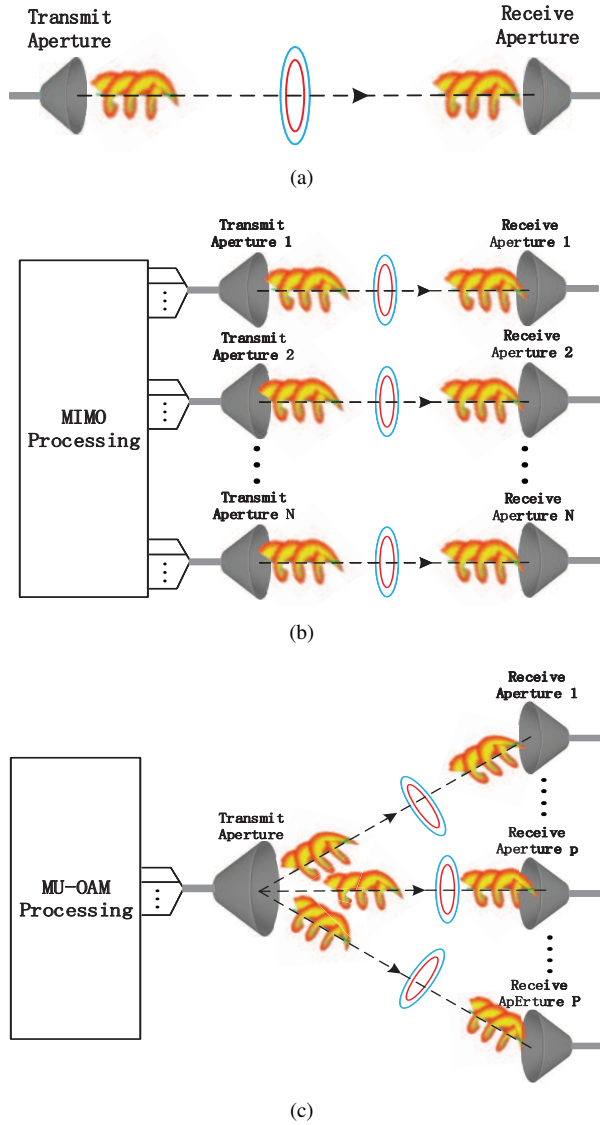 Transmit
Aperture
Receive
Aperture
(a)
Transmit
Aperture 1
Receive
Aperture 1
Transmit
Aperture 2
Receive
Aperture 2
MIMO
Processing
Transmit
Aperture N
Receive
Aperture N
(b)
Receive
Aperture 1
Transmit
Aperture
Receive
Aperture p
MU-OAM
Processing
Receive
ApErture P
(c)